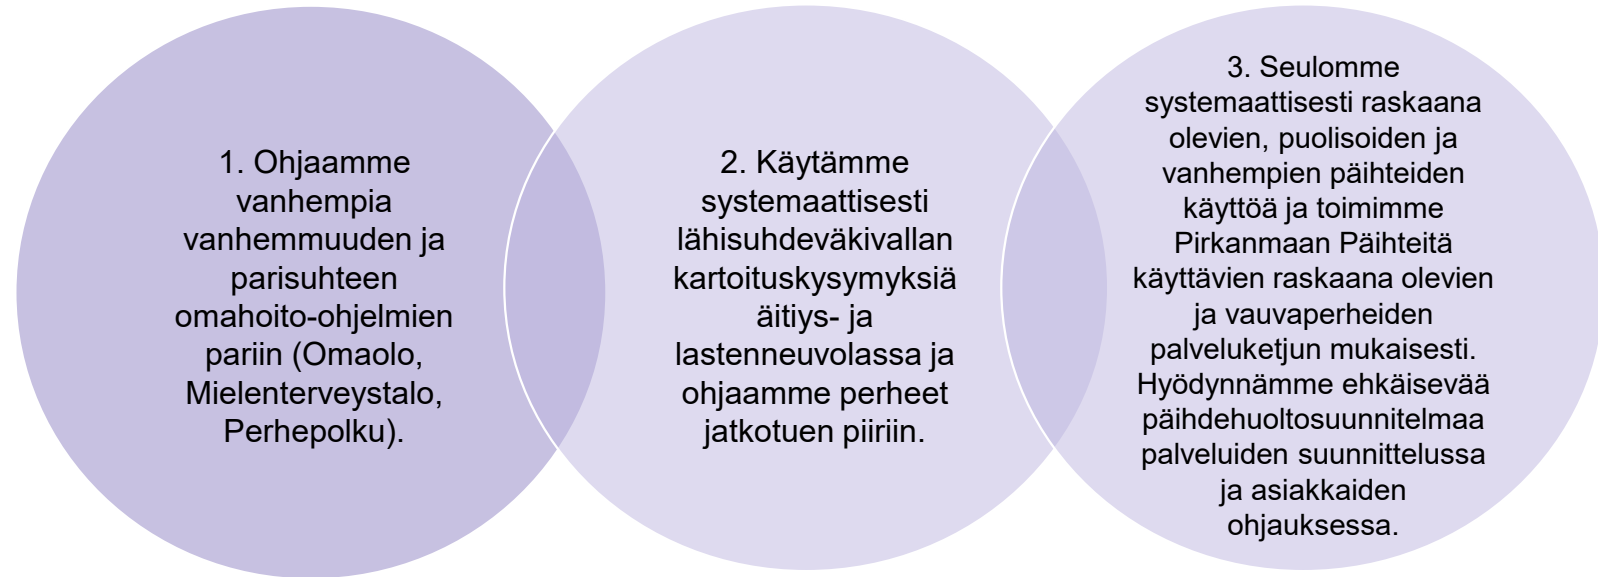 1. Ohjaamme
vanhempia
vanhemmuuden ja
parisuhteen
omahoito-ohjelmien
pariin (Omaolo,
Mielenterveystalo,
Perhepolku).
2. Käytämme
systemaattisesti
lähisuhdeväkivallan
kartoituskysymyksiä
äitiys- ja
lastenneuvolassa ja
ohjaamme perheet
jatkotuen piiriin.
3. Seulomme
systemaattisesti raskaana
olevien, puolisoiden ja
vanhempien päihteiden
käyttöä ja toimimme
Pirkanmaan Päihteitä
käyttävien raskaana olevien
ja vauvaperheiden
palveluketjun mukaisesti.
Hyödynnämme ehkäisevää
päihdehuoltosuunnitelmaa
palveluiden suunnittelussa
ja asiakkaiden
ohjauksessa.